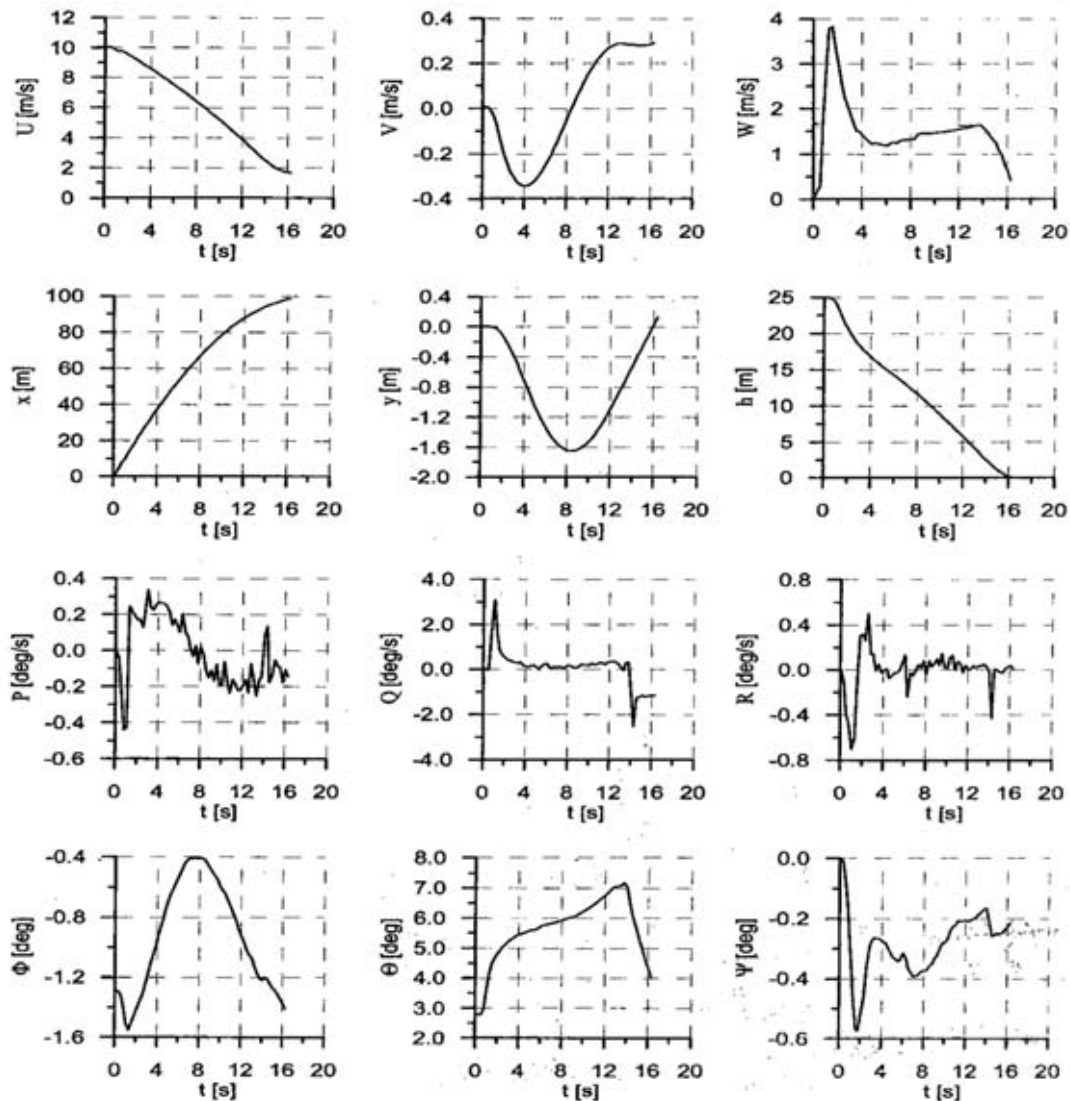 U [m/s]
12
10
8
6
4
2
0
0 4 8 12 16 20
t [s]
V [m/s]
0.4
0.2
0.0
-0.2
-0.4
0 4 8 12 16 20
t [s]
W [m/s]
4
3
2
1
0
0 4 8 12 16 20
t [s]
x [m]
100
80
60
40
20
0
0 4 8 12 16 20
t [s]
y [m]
0.4
0.0
-0.4
-0.8
-1.2
-1.6
-2.0
0 4 8 12 16 20
t [s]
h [m]
25
20
15
10
5
0
0 4 8 12 16 20
t [s]
P [deg/s]
0.4
0.2
0.0
-0.2
-0.4
-0.6
0 4 8 12 16 20
t [s]
Q [deg/s]
4.0
2.0
0.0
-2.0
-4.0
0 4 8 12 16 20
t [s]
R [deg/s]
0.8
0.4
0.0
-0.4
-0.8
0 4 8 12 16 20
t [s]
Φ [deg]
-0.4
-0.8
-1.2
-1.6
0 4 8 12 16 20
t [s]
Θ [deg]
8.0
7.0
6.0
5.0
4.0
3.0
2.0
0 4 8 12 16 20
t [s]
Ψ [deg]
0.0
-0.2
-0.4
-0.6
0 4 8 12 16 20
t [s]